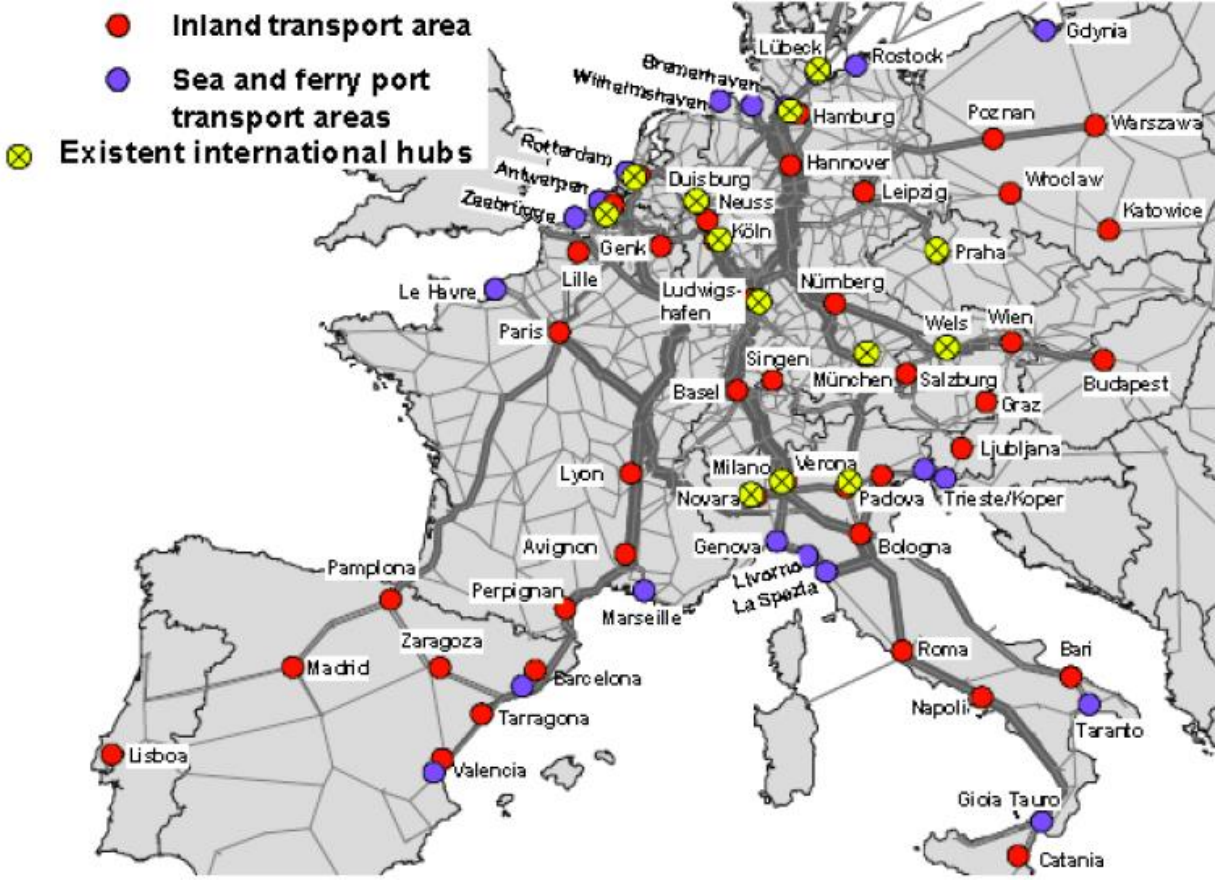 Inland transport area
Sea and ferry port
transport areas
Existent international hubs
Gdynia
Lübeck
Rostock
Bremerhaven
Wilhelmshaven
Hamburg
Poznan
Warszawa
Rotterdam
Hannover
Antwerpen
Duisburg
Leipzig
Włocław
Zeebrügge
Neuss
Katowice
Köln
Genk
Praha
Lille
Le Havre
Ludwigs-
hafen
Nürnberg
Paris
Wels
Wien
Singen
München
Salzburg
Budapest
Basel
Graz
Ljubljana
Milano
Verona
Lyon
Novara
Padova
Trieste/Koper
Avignon
Genova
Bologna
Pamplona
Livorno
La Spezia
Perpignan
Marseille
Zaragoza
Roma
Bari
Madrid
Barcelona
Napoli
Tarragona
Taranto
Lisboa
Valencia
Gioia Tauro
Catania